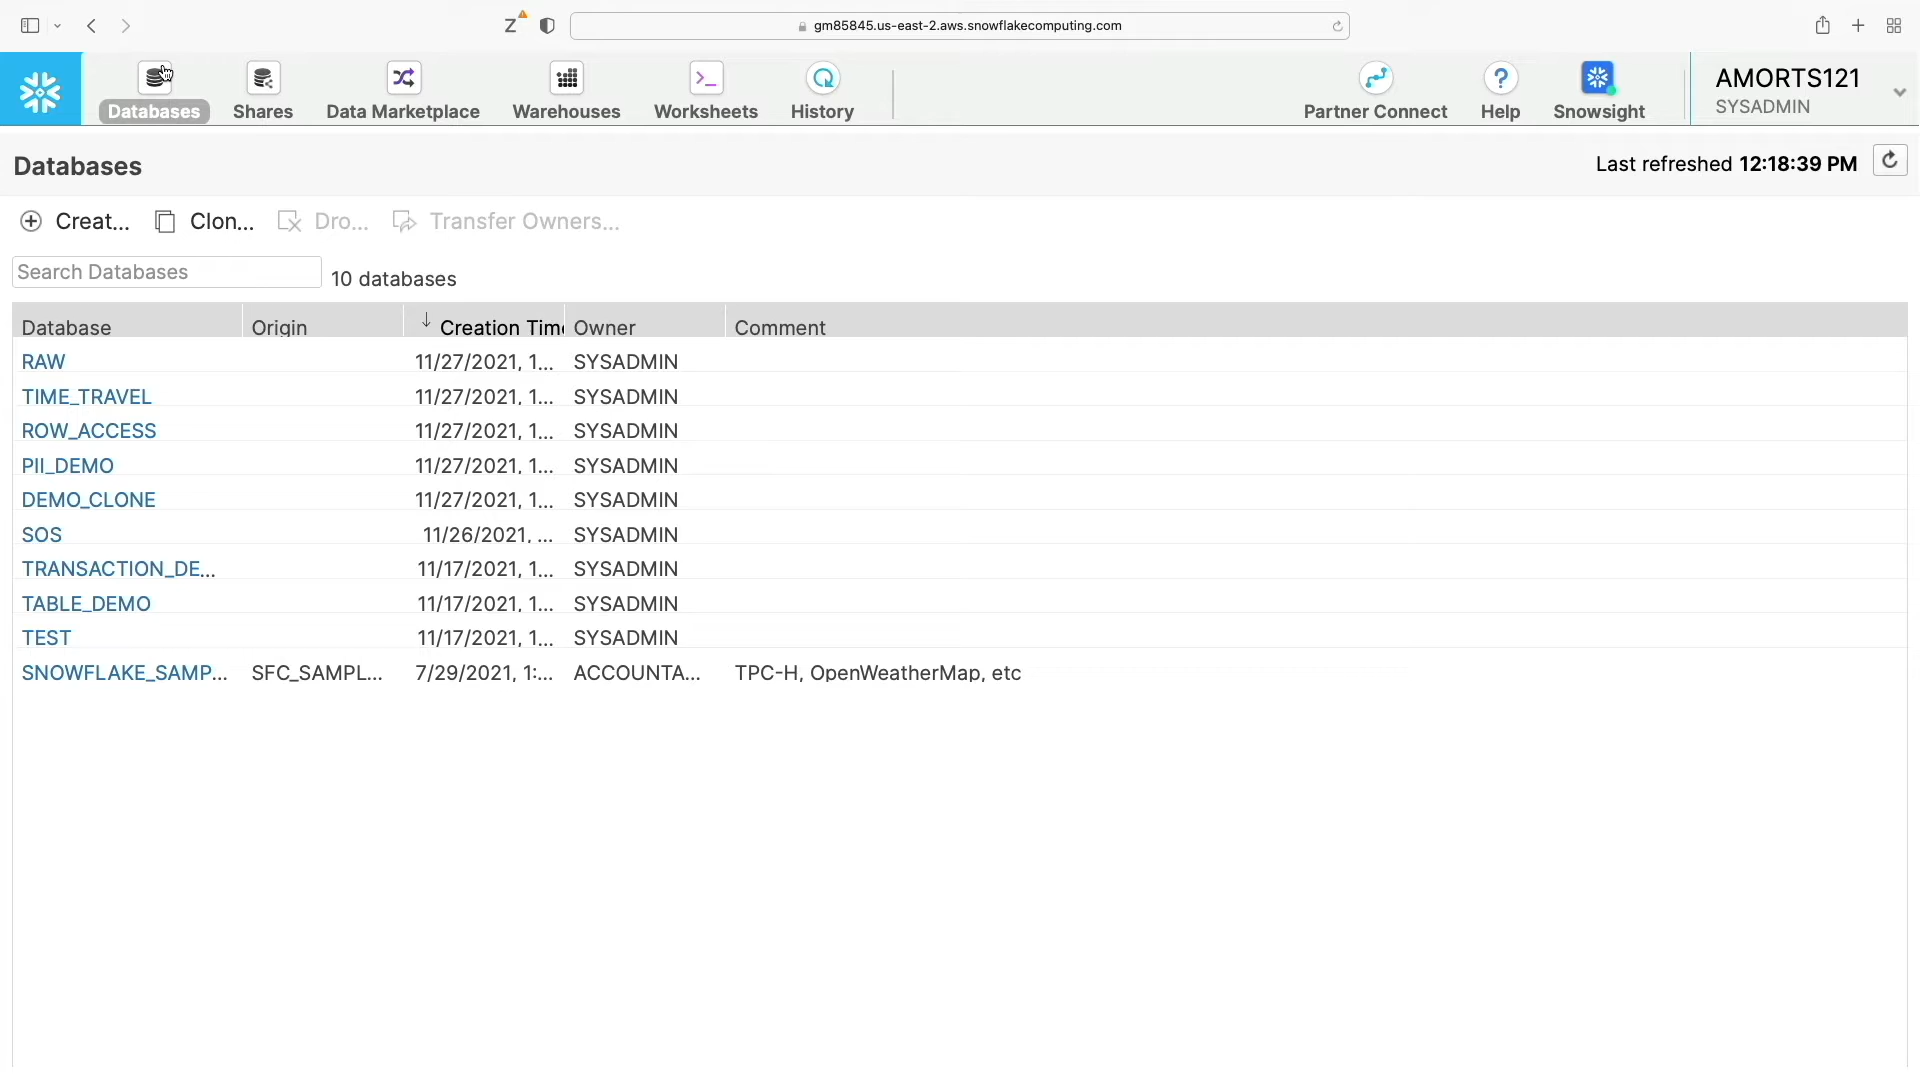 gm85845.us-east-2.aws.snowflakecomputing.com
Databases
Shares
Data Marketplace
Warehouses
Worksheets
History
Partner Connect
Help
Snowsight
AMORTS121
SYSADMIN
Databases
Last refreshed 12:18:39 PM
Creat... Clon... Dro... Transfer Owners...
Search Databases 10 databases
Database Origin Creation Time Owner Comment
RAW 11/27/2021, 1... SYSADMIN
TIME_TRAVEL 11/27/2021, 1... SYSADMIN
ROW_ACCESS 11/27/2021, 1... SYSADMIN
PII_DEMO 11/27/2021, 1... SYSADMIN
DEMO_CLONE 11/27/2021, 1... SYSADMIN
SOS 11/26/2021, ... SYSADMIN
TRANSACTION_DE... 11/17/2021, 1... SYSADMIN
TABLE_DEMO 11/17/2021, 1... SYSADMIN
TEST 11/17/2021, 1... SYSADMIN
SNOWFLAKE_SAMP... SFC_SAMPL... 7/29/2021, 1:... ACCOUNTA... TPC-H, OpenWeatherMap, etc